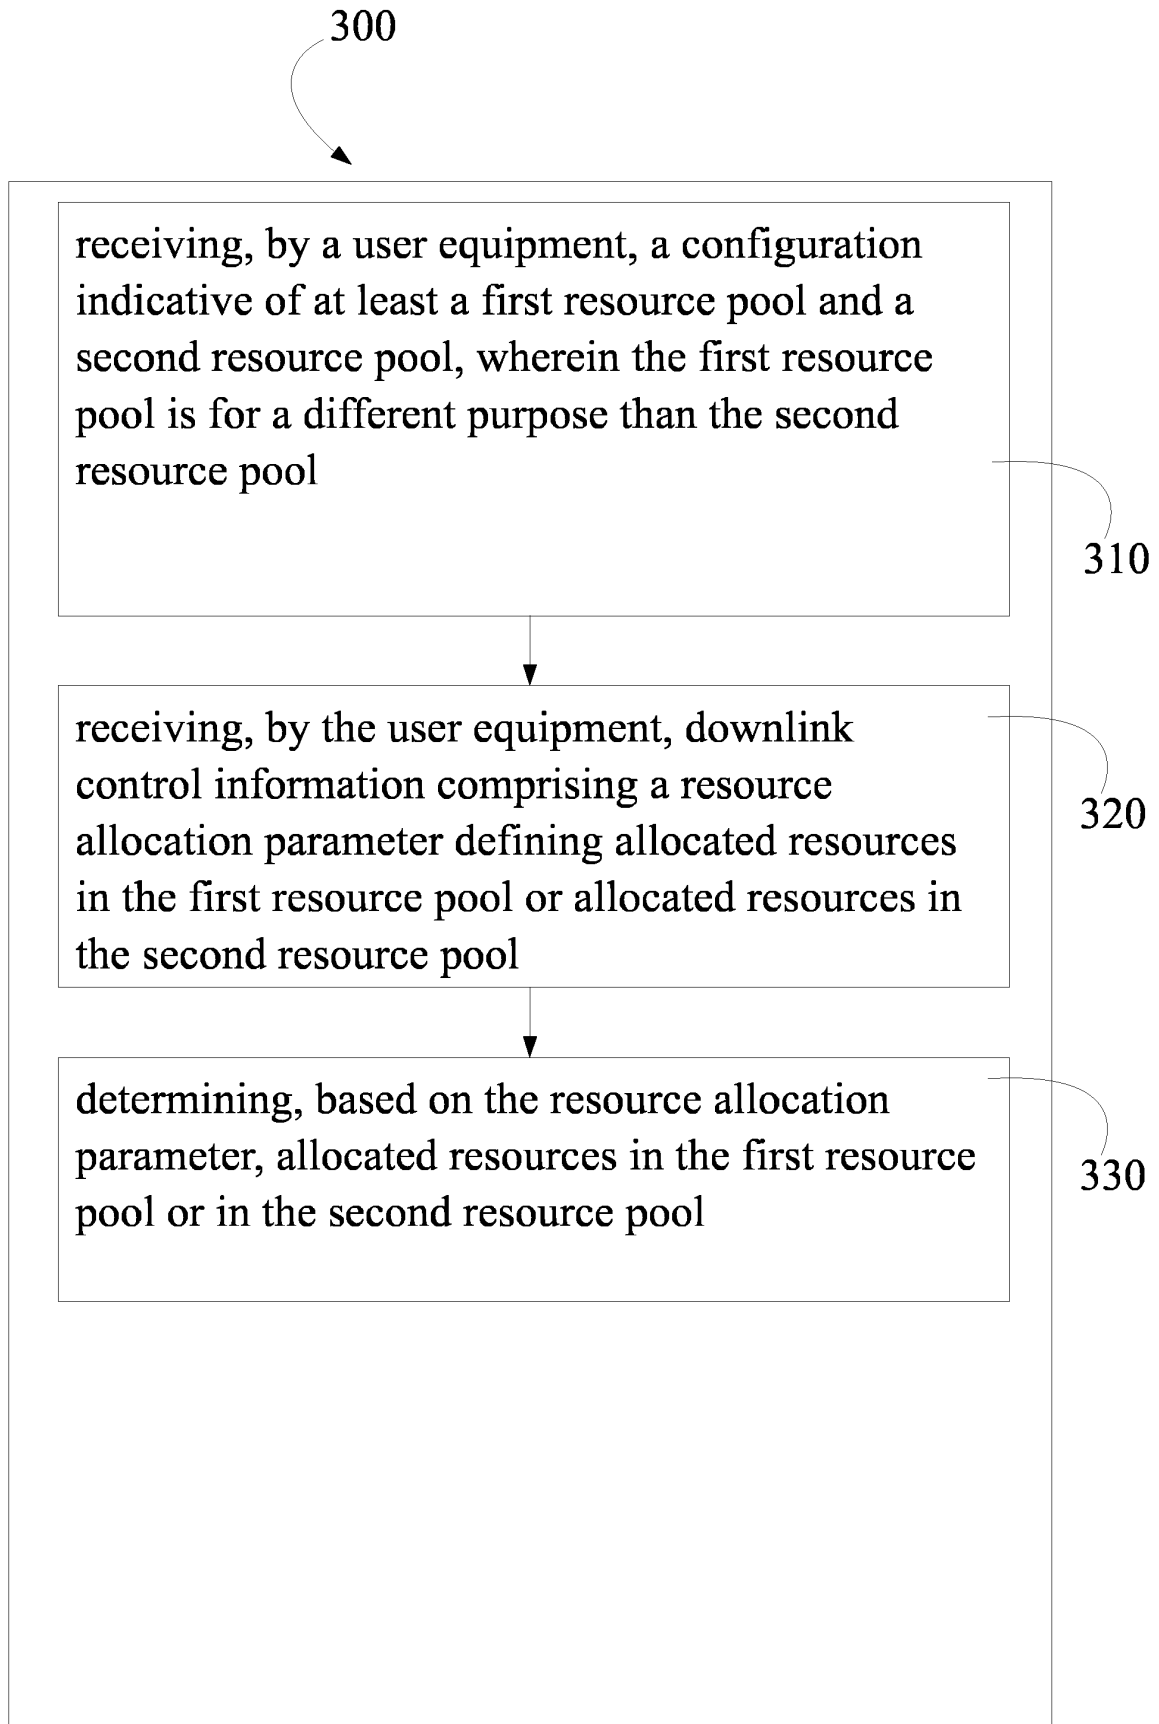 300
receiving, by a user equipment, a configuration
indicative of at least a first resource pool and a
second resource pool, wherein the first resource
pool is for a different purpose than the second
resource pool
310
receiving, by the user equipment, downlink
control information comprising a resource
allocation parameter defining allocated resources
in the first resource pool or allocated resources in
the second resource pool
320
determining, based on the resource allocation
parameter, allocated resources in the first resource
pool or in the second resource pool
330